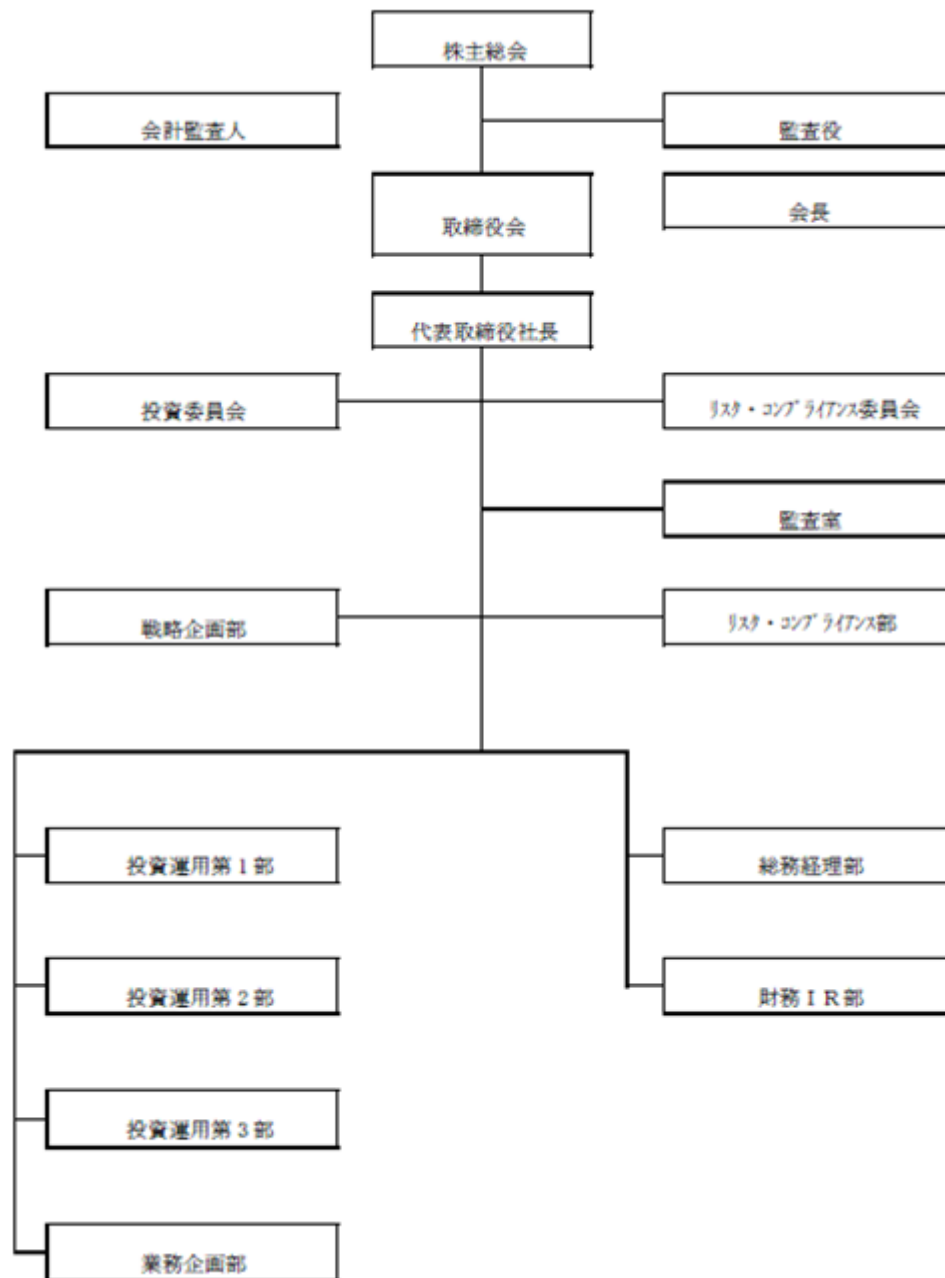 株主総会
会計監査人
監査役
会長
取締役会
代表取締役社長
投資委員会
ﾘｽｸ・ｺﾝﾌﾟﾗｲｱﾝｽ委員会
監査室
戦略企画部
ﾘｽｸ・ｺﾝﾌﾟﾗｲｱﾝｽ部
投資運用第１部
総務経理部
投資運用第２部
財務ＩＲ部
投資運用第３部
業務企画部